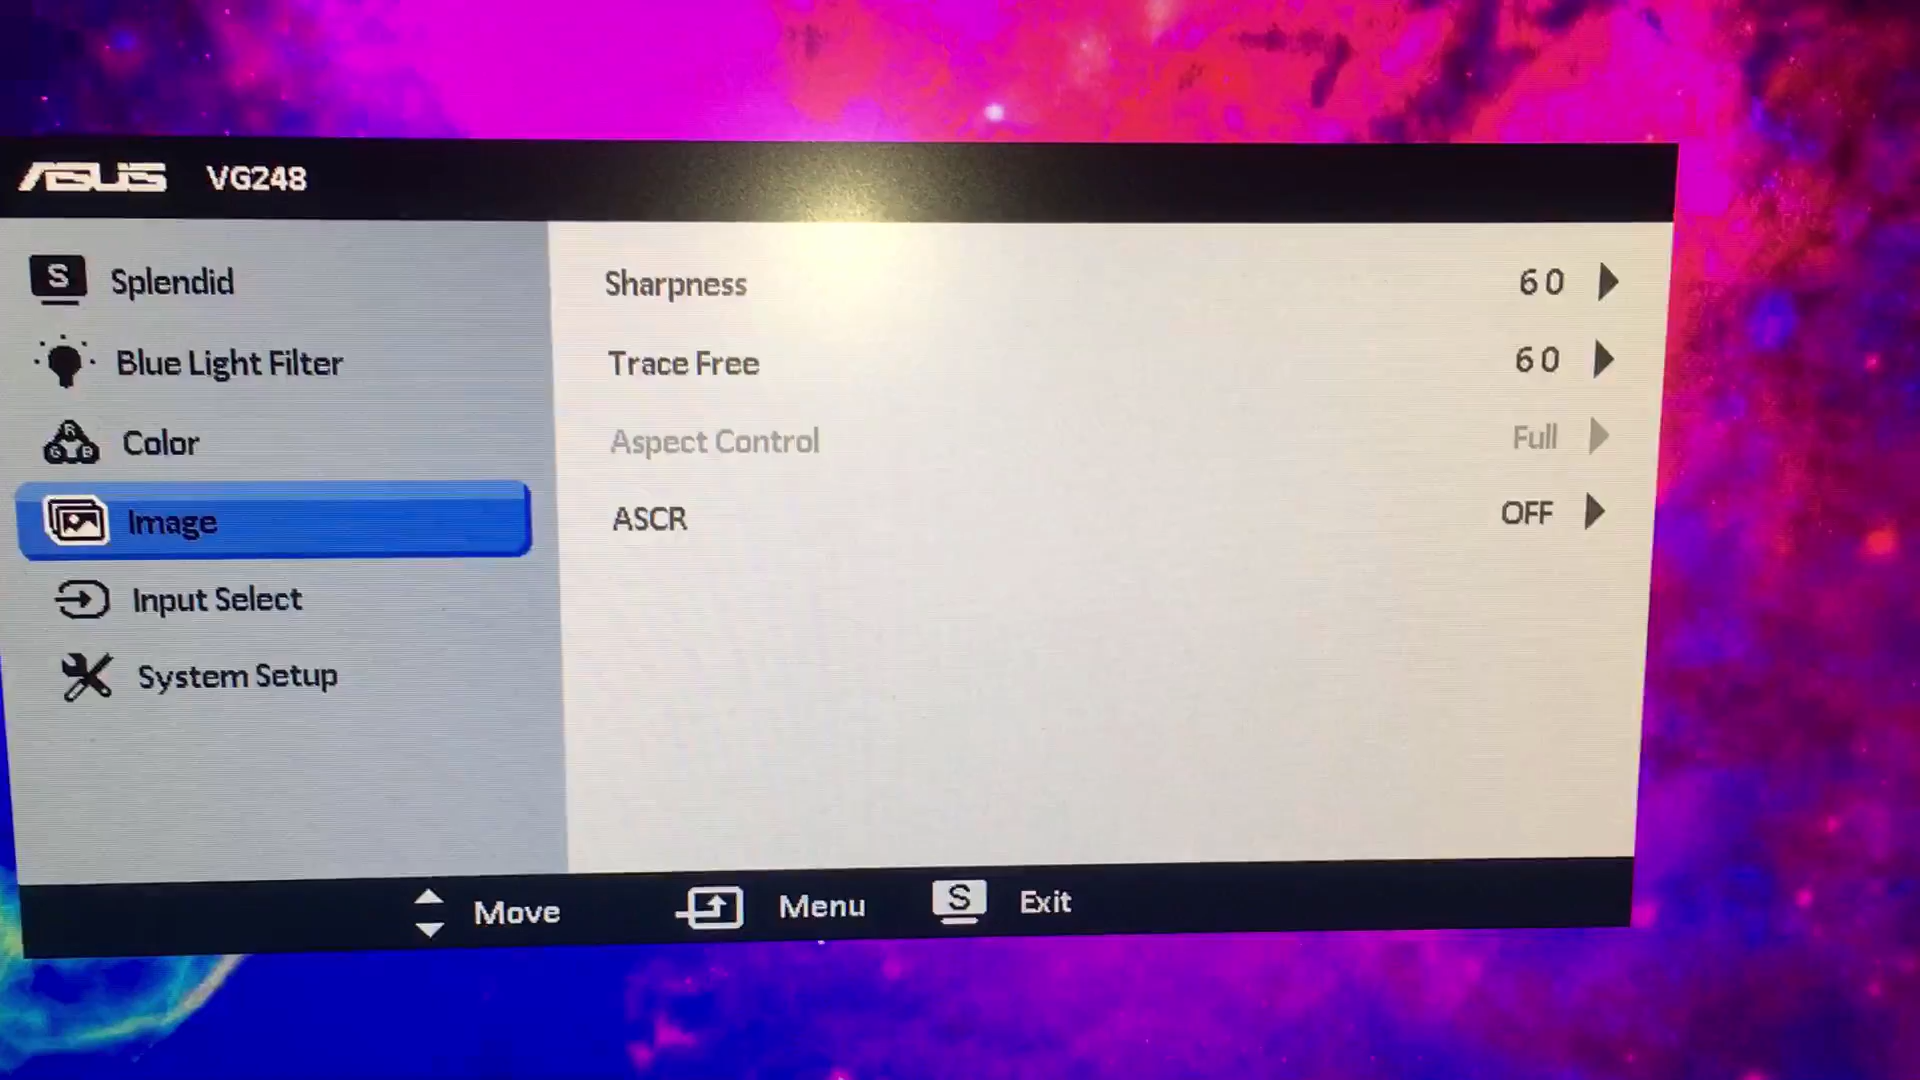 ASUS VG248
S Splendid
Blue Light Filter
R G B Color
Image
Input Select
System Setup
Sharpness 60
Trace Free 60
Aspect Control Full
ASCR OFF
Move Menu S Exit